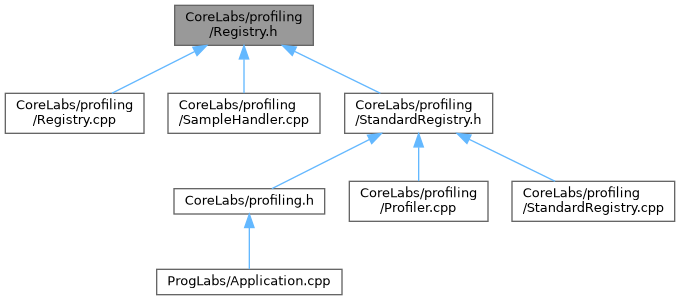 CoreLabs/profiling
/Registry.h
CoreLabs/profiling
/Registry.cpp
CoreLabs/profiling
/SampleHandler.cpp
CoreLabs/profiling
/StandardRegistry.h
CoreLabs/profiling.h
CoreLabs/profiling
/Profiler.cpp
CoreLabs/profiling
/StandardRegistry.cpp
ProgLabs/Application.cpp